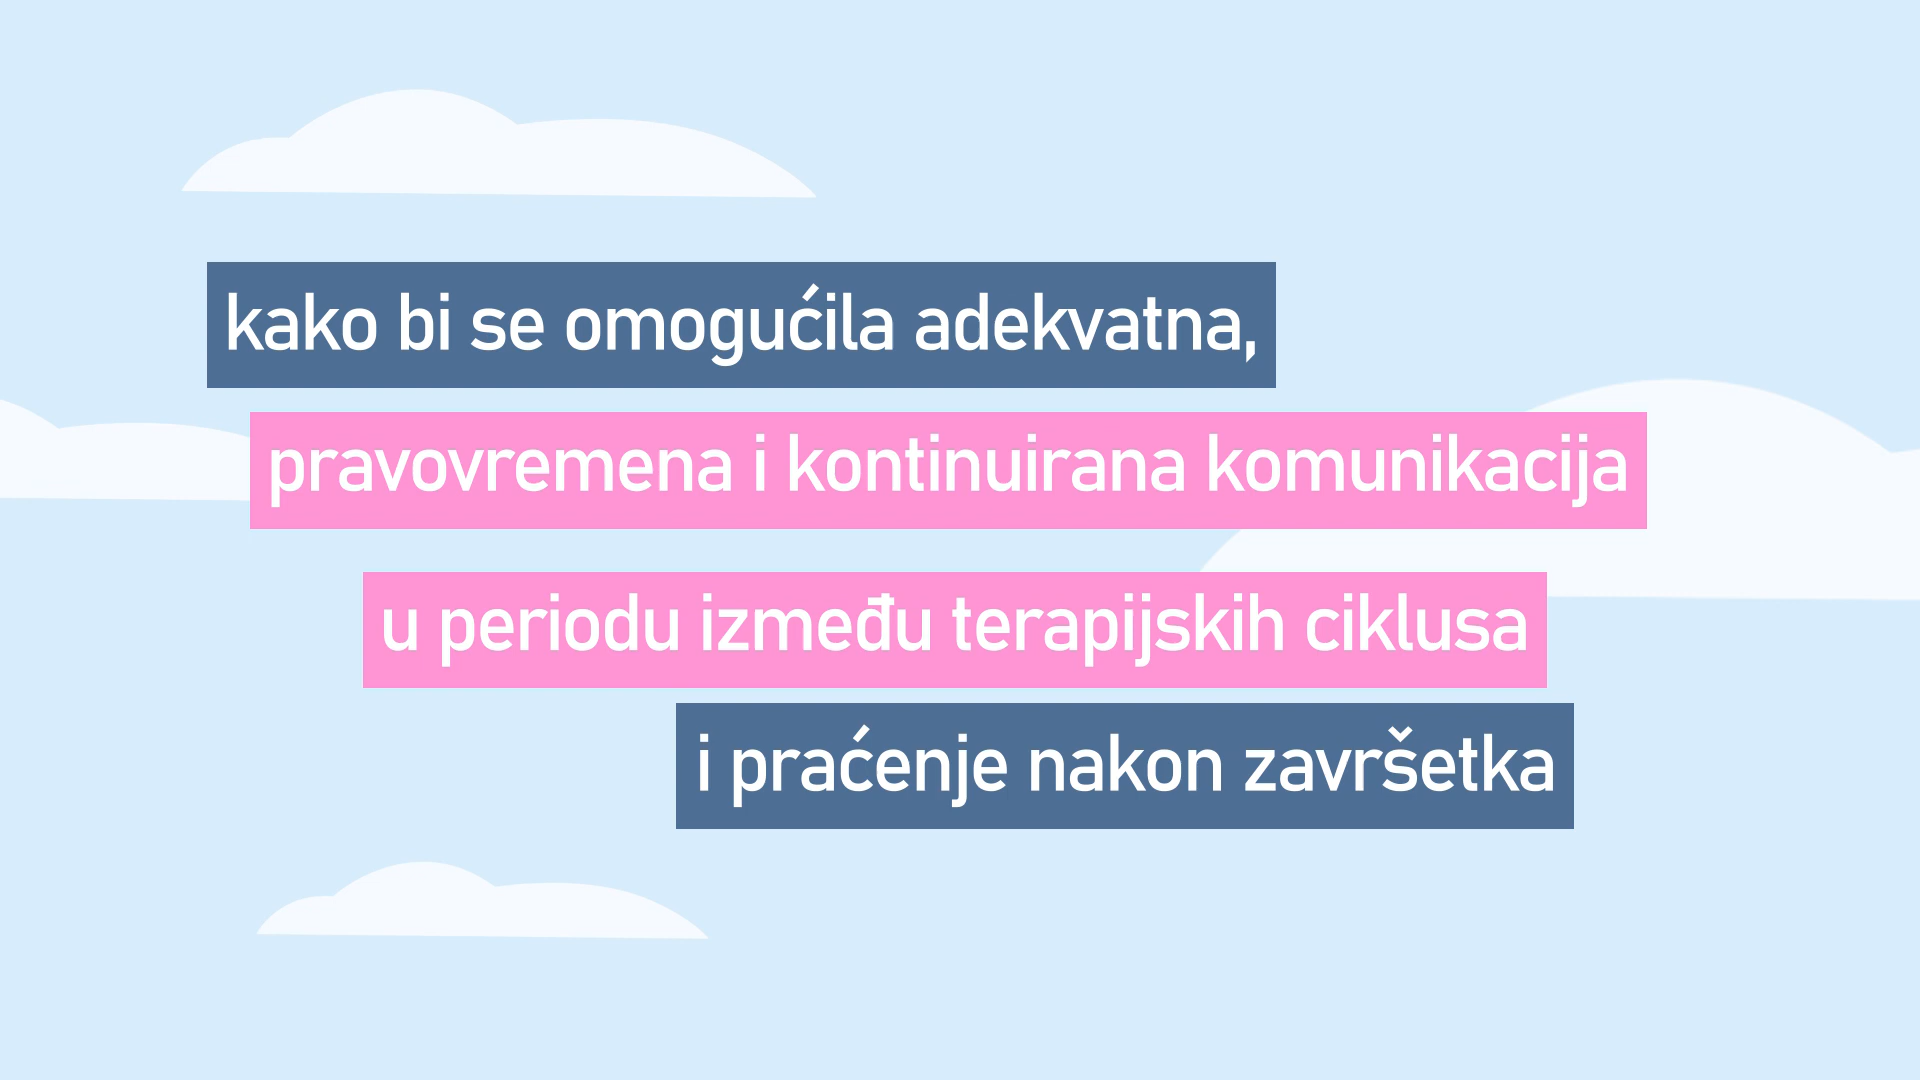 kako bi se omogućila adekvatna,
pravovremena i kontinuirana komunikacija
u periodu između terapijskih ciklusa
i praćenje nakon završetka